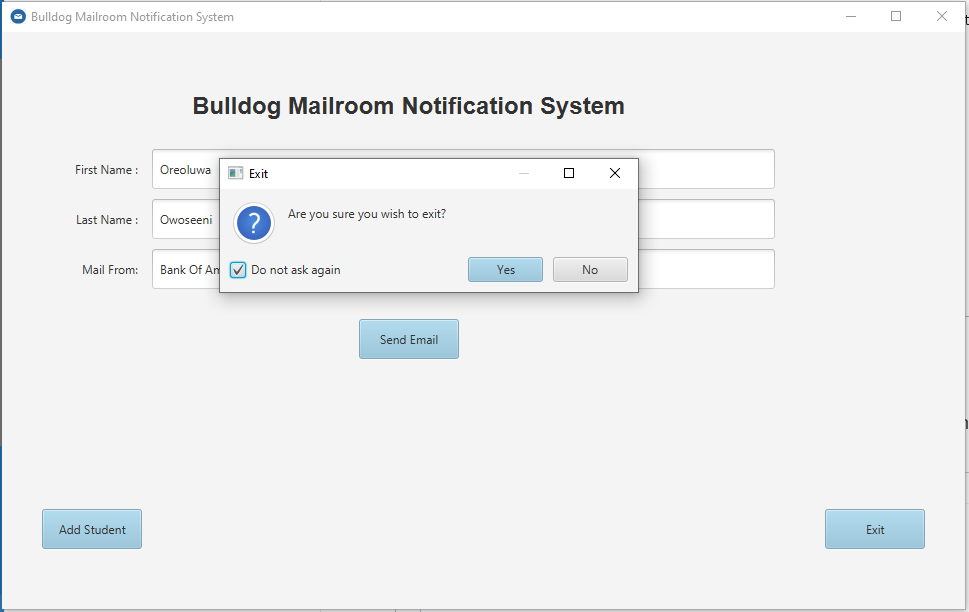 Bulldog Mailroom Notification System
Bulldog Mailroom Notification System
First Name : Oreoluwa
Exit
Last Name : Owoseeni
Are you sure you wish to exit?
Mail From: Bank Of Am
Do not ask again
Yes
No
Send Email
Add Student
Exit